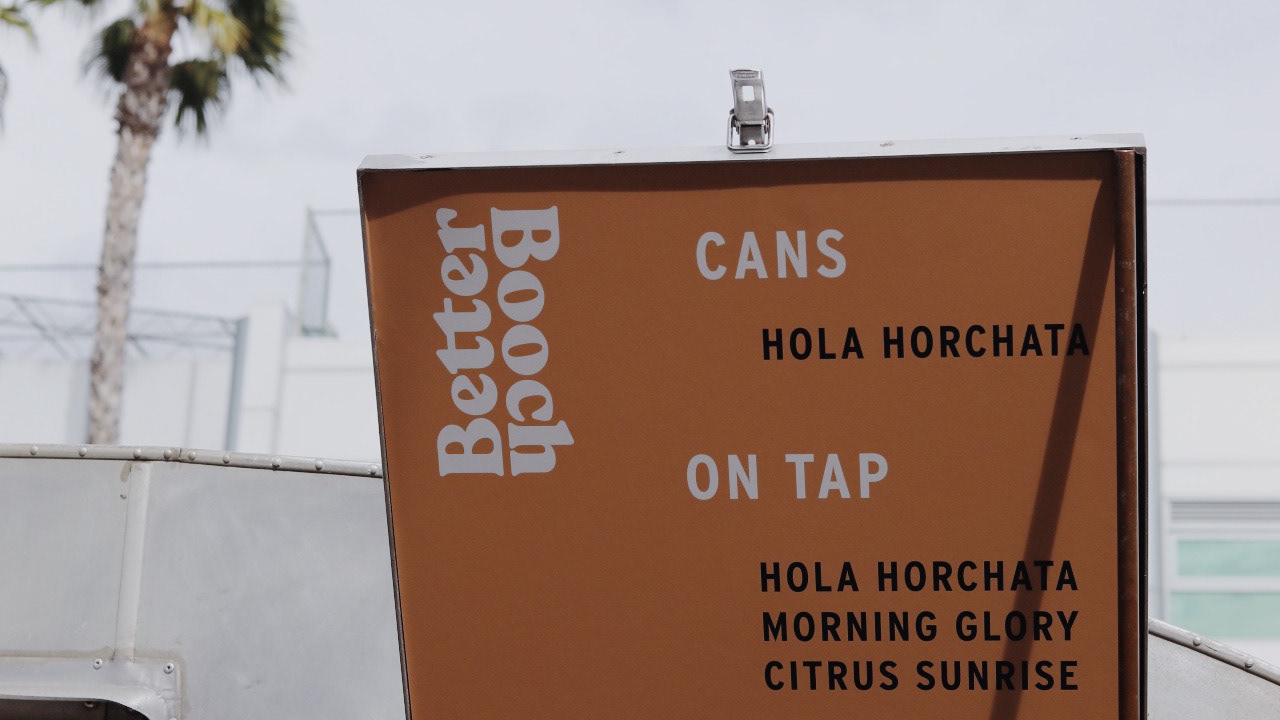 Better
Booch
CANS
HOLA HORCHATA
ON TAP
HOLA HORCHATA
MORNING GLORY
CITRUS SUNRISE